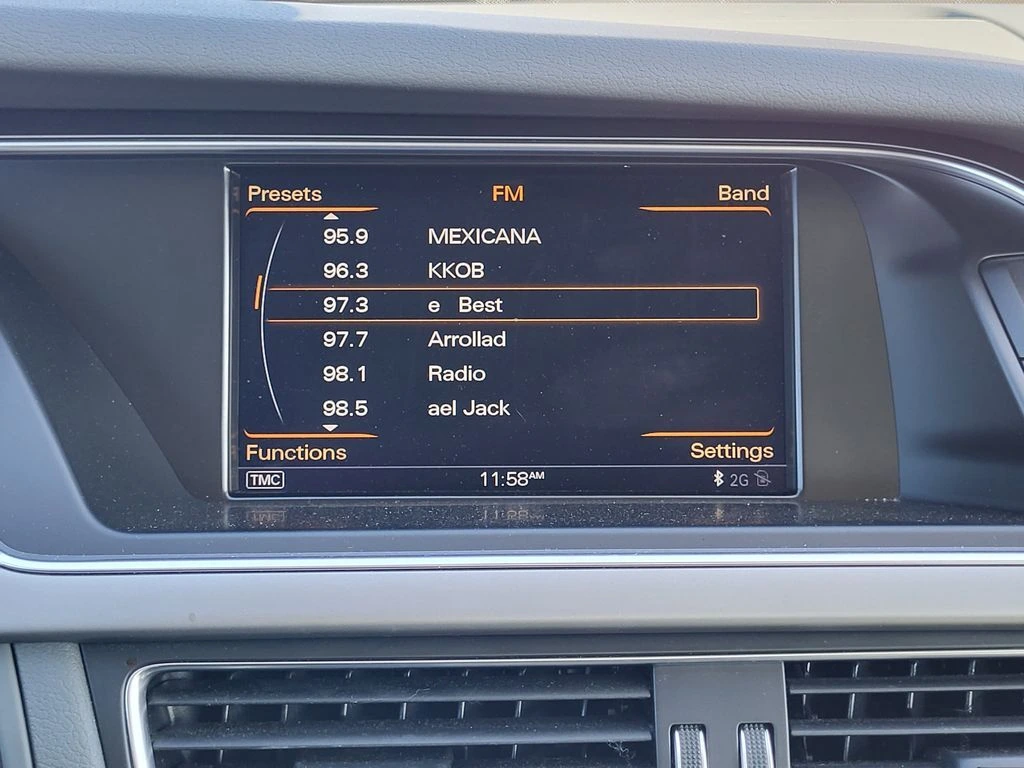 Presets FM Band
95.9 MEXICANA
96.3 KKOB
97.3 e Best
97.7 Arrollad
98.1 Radio
98.5 ael Jack
Functions Settings
TMC 11:58AM 2G